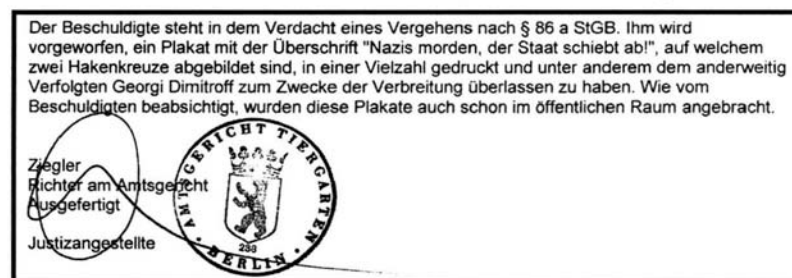 Der Beschuldigte steht in dem Verdacht eines Vergehens nach § 86 a StGB. Ihm wird
vorgeworfen, ein Plakat mit der Überschrift "Nazis morden, der Staat schiebt ab!", auf welchem
zwei Hakenkreuze abgebildet sind, in einer Vielzahl gedruckt und unter anderem dem anderweitig
Verfolgten Georgi Dimitroff zum Zwecke der Verbreitung überlassen zu haben. Wie vom
Beschuldigten beabsichtigt, wurden diese Plakate auch schon im öffentlichen Raum angebracht.
Ziegler
Richter am Amtsgericht
Ausgefertigt
Justizangestellte
AMTSGERICHT TIERGARTEN
238
BERLIN